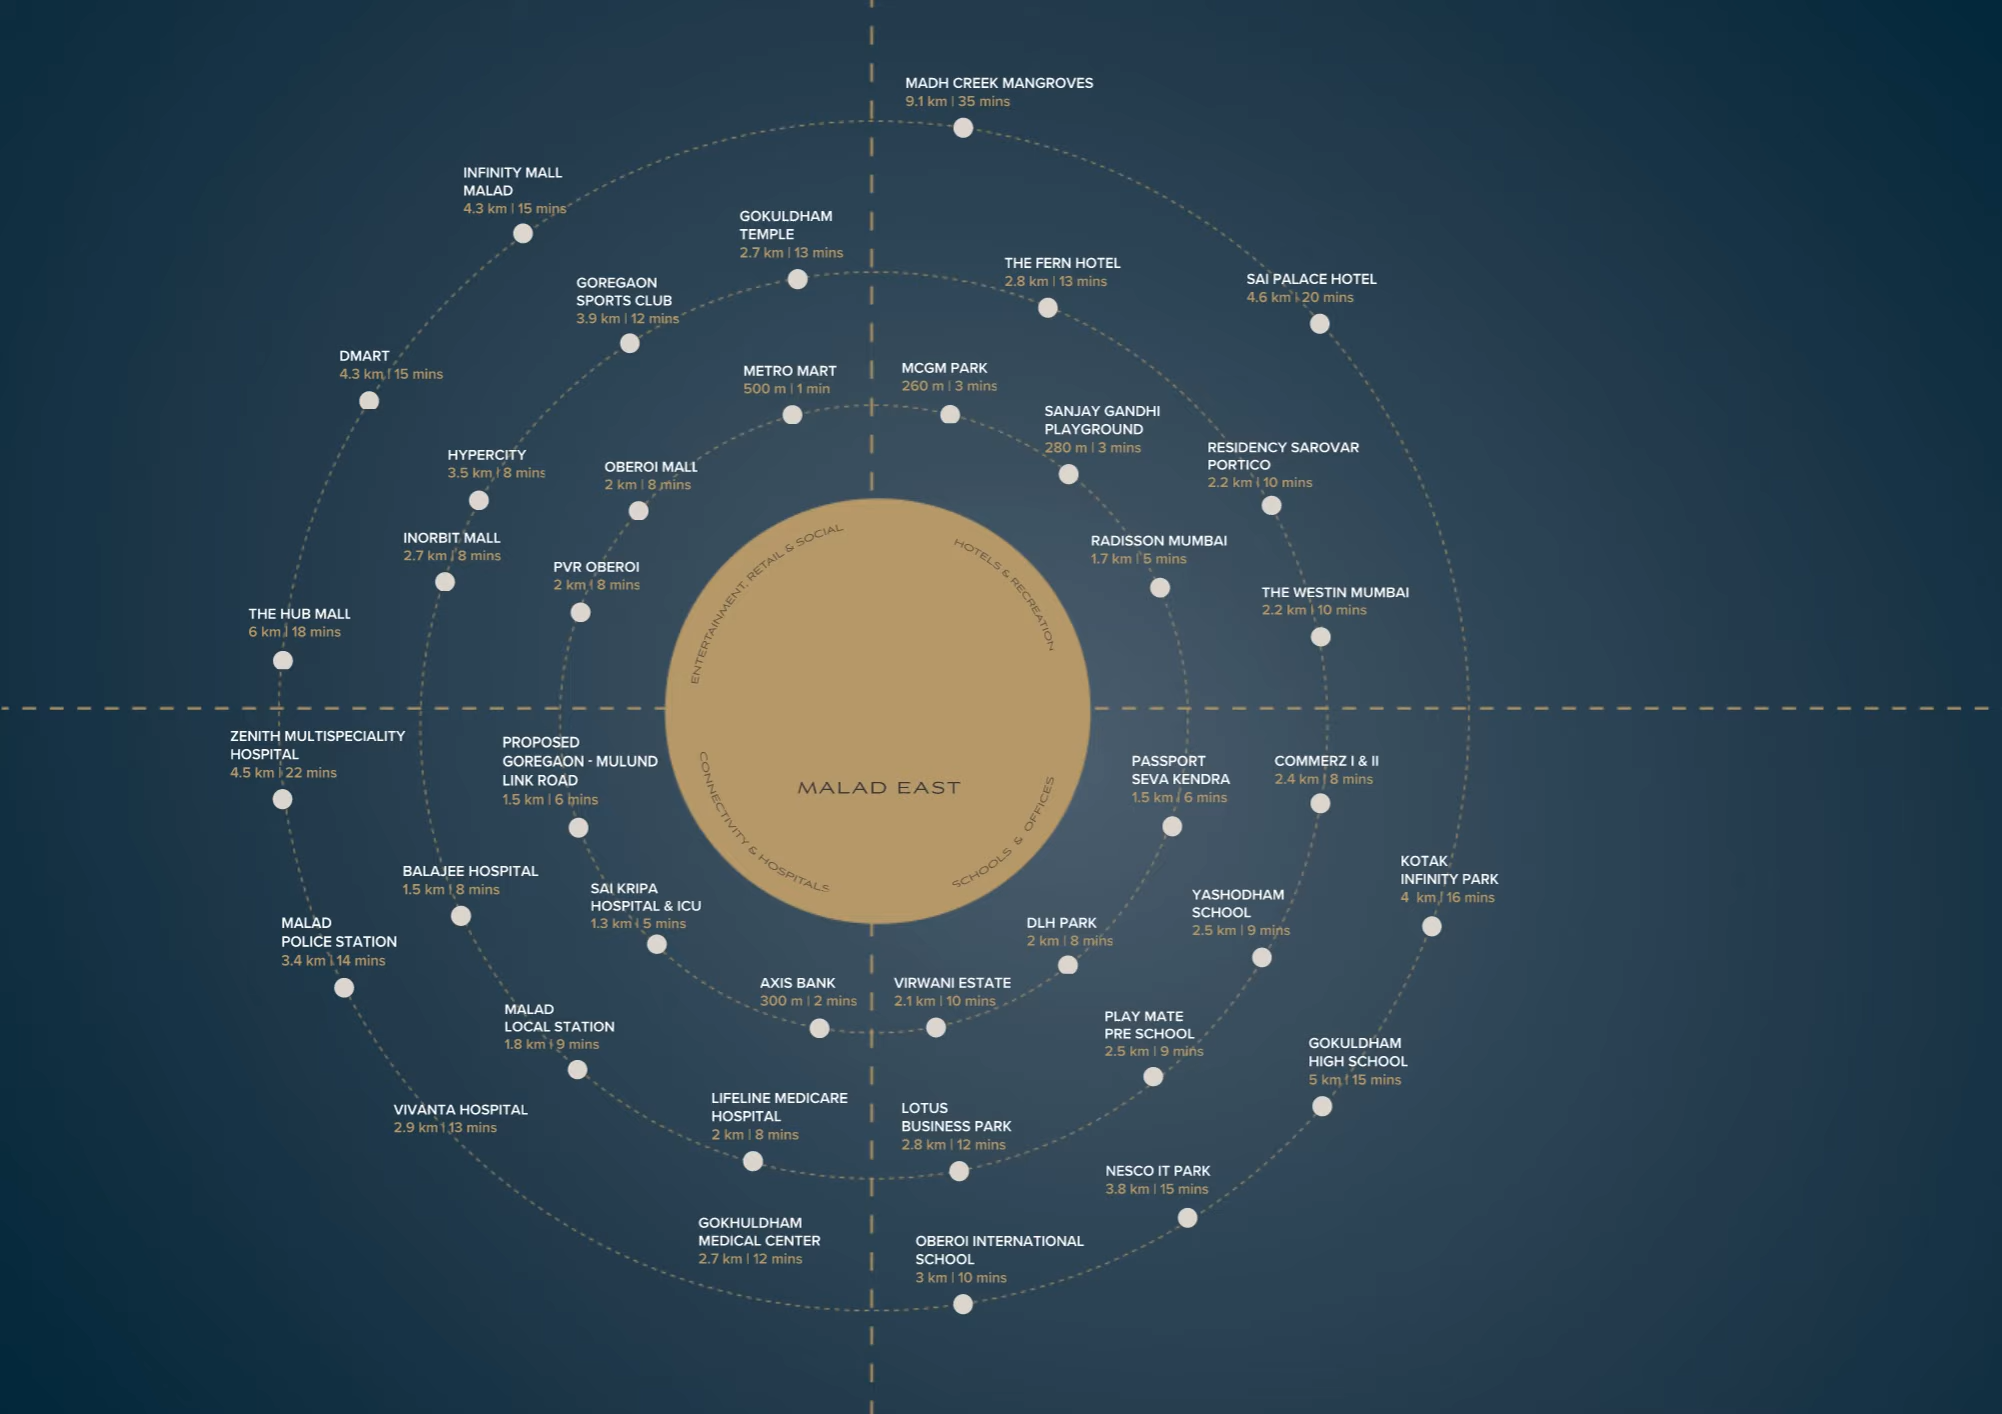 MADH CREEK MANGROVES
9.1 km | 35 mins
INFINITY MALL
MALAD
4.3 km | 15 mins
GOKULDHAM
TEMPLE
2.7 km | 13 mins
THE FERN HOTEL
2.8 km | 13 mins
SAI PALACE HOTEL
4.6 km | 20 mins
GOREGAON
SPORTS CLUB
3.9 km | 12 mins
DMART
4.3 km | 15 mins
METRO MART
500 m | 1 min
MCGM PARK
260 m | 3 mins
SANJAY GANDHI
PLAYGROUND
280 m | 3 mins
RESIDENCY SAROVAR
PORTICO
2.2 km | 10 mins
HYPERCITY
3.5 km | 8 mins
OBEROI MALL
2 km | 8 mins
INORBIT MALL
2.7 km | 8 mins
PVR OBEROI
2 km | 8 mins
RADISSON MUMBAI
1.7 km | 5 mins
THE WESTIN MUMBAI
2.2 km | 10 mins
THE HUB MALL
6 km | 18 mins
ENTERTAINMENT, RETAIL & SOCIAL
HOTELS & RECREATION
ZENITH MULTISPECIALITY
HOSPITAL
4.5 km | 22 mins
PROPOSED
GOREGAON - MULUND
LINK ROAD
1.5 km | 6 mins
MALAD EAST
CONNECTIVITY & HOSPITALS
SCHOOLS & OFFICES
PASSPORT
SEVA KENDRA
1.5 km | 6 mins
COMMERZ I & II
2.4 km | 8 mins
BALAJEE HOSPITAL
1.5 km | 8 mins
SAI KRIPA
HOSPITAL & ICU
1.3 km | 5 mins
KOTAK
INFINITY PARK
4 km | 16 mins
YASHODHAM
SCHOOL
2.5 km | 9 mins
MALAD
POLICE STATION
3.4 km | 14 mins
DLH PARK
2 km | 8 mins
AXIS BANK
300 m | 2 mins
VIRWANI ESTATE
2.1 km | 10 mins
MALAD
LOCAL STATION
1.8 km | 9 mins
PLAY MATE
PRE SCHOOL
2.5 km | 9 mins
GOKULDHAM
HIGH SCHOOL
5 km | 15 mins
VIVANTA HOSPITAL
2.9 km | 13 mins
LIFELINE MEDICARE
HOSPITAL
2 km | 8 mins
LOTUS
BUSINESS PARK
2.8 km | 12 mins
NESCO IT PARK
3.8 km | 15 mins
GOKHULDHAM
MEDICAL CENTER
2.7 km | 12 mins
OBEROI INTERNATIONAL
SCHOOL
3 km | 10 mins